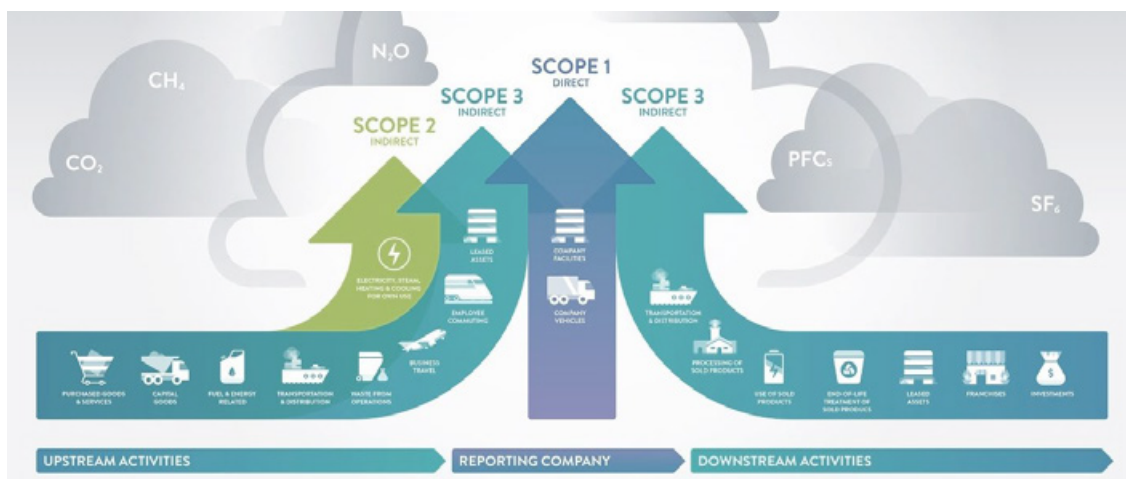 N₂O
CH₄
CO₂
PFCₛ
SF₆
SCOPE 1
DIRECT
SCOPE 3
INDIRECT
SCOPE 3
INDIRECT
SCOPE 2
INDIRECT
ELECTRICITY, STEAM,
HEATING & COOLING
FOR OWN USE
LEASED
ASSETS
EMPLOYEE
COMMUTING
BUSINESS
TRAVEL
PURCHASED GOODS
& SERVICES
CAPITAL
GOODS
FUEL & ENERGY
RELATED
TRANSPORTATION
& DISTRIBUTION
WASTE FROM
OPERATIONS
COMPANY
FACILITIES
COMPANY
VEHICLES
TRANSPORTATION
& DISTRIBUTION
PROCESSING OF
SOLD PRODUCTS
USE OF SOLD
PRODUCTS
END-OF-LIFE
TREATMENT OF
SOLD PRODUCS
LEASED
ASSETS
FRANCHISES
$
INVESTMENTS
UPSTREAM ACTIVITIES
REPORTING COMPANY
DOWNSTREAM ACTIVITIES